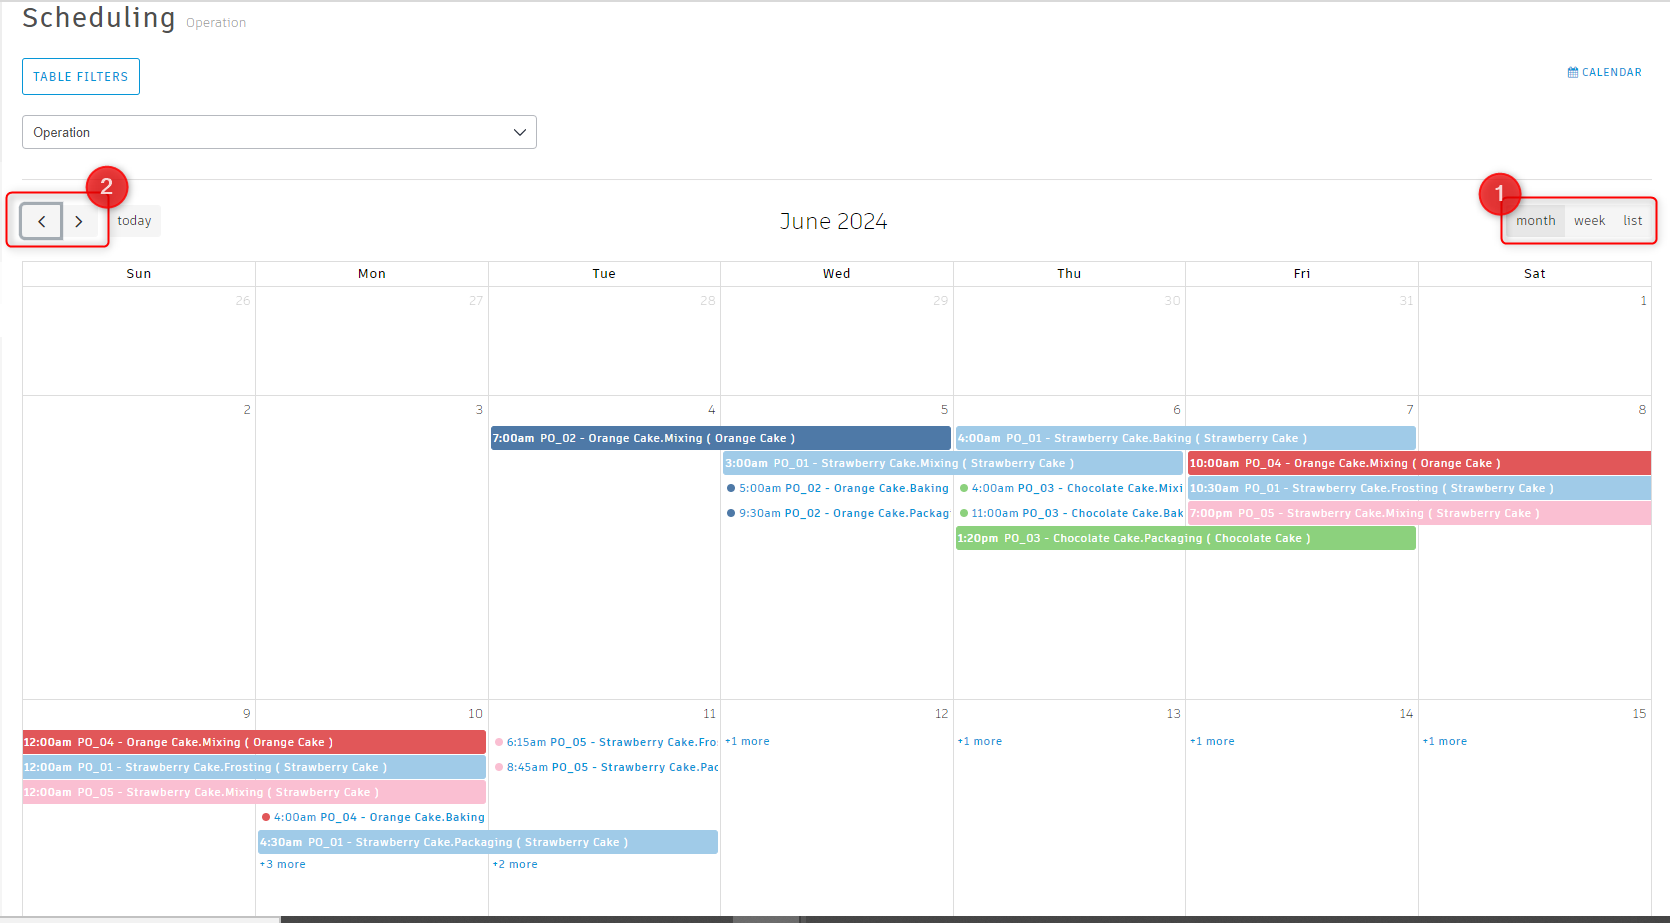 Scheduling Operation
TABLE FILTERS
CALENDAR
Operation
2
1
today
June 2024
month week list
Sun Mon Tue Wed Thu Fri Sat
26 27 28 29 30 31 1
2 3 4 5 6 7 8
7:00am PO_02 - Orange Cake.Mixing ( Orange Cake )
4:00am PO_01 - Strawberry Cake.Baking ( Strawberry Cake )
3:00am PO_01 - Strawberry Cake.Mixing ( Strawberry Cake )
10:00am PO_04 - Orange Cake.Mixing ( Orange Cake )
5:00am PO_02 - Orange Cake.Baking
4:00am PO_03 - Chocolate Cake.Mixi
10:30am PO_01 - Strawberry Cake.Frosting ( Strawberry Cake )
9:30am PO_02 - Orange Cake.Packag
11:00am PO_03 - Chocolate Cake.Bak
7:00pm PO_05 - Strawberry Cake.Mixing ( Strawberry Cake )
1:20pm PO_03 - Chocolate Cake.Packaging ( Chocolate Cake )
9 10 11 12 13 14 15
12:00am PO_04 - Orange Cake.Mixing ( Orange Cake )
6:15am PO_05 - Strawberry Cake.Fro
+1 more
+1 more
+1 more
+1 more
12:00am PO_01 - Strawberry Cake.Frosting ( Strawberry Cake )
8:45am PO_05 - Strawberry Cake.Pac
12:00am PO_05 - Strawberry Cake.Mixing ( Strawberry Cake )
4:00am PO_04 - Orange Cake.Baking
4:30am PO_01 - Strawberry Cake.Packaging ( Strawberry Cake )
+3 more
+2 more